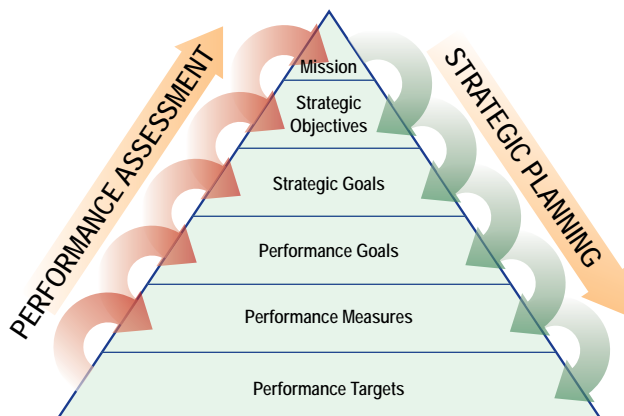 PERFORMANCE ASSESSMENT
STRATEGIC PLANNING
Mission
Strategic
Objectives
Strategic Goals
Performance Goals
Performance Measures
Performance Targets